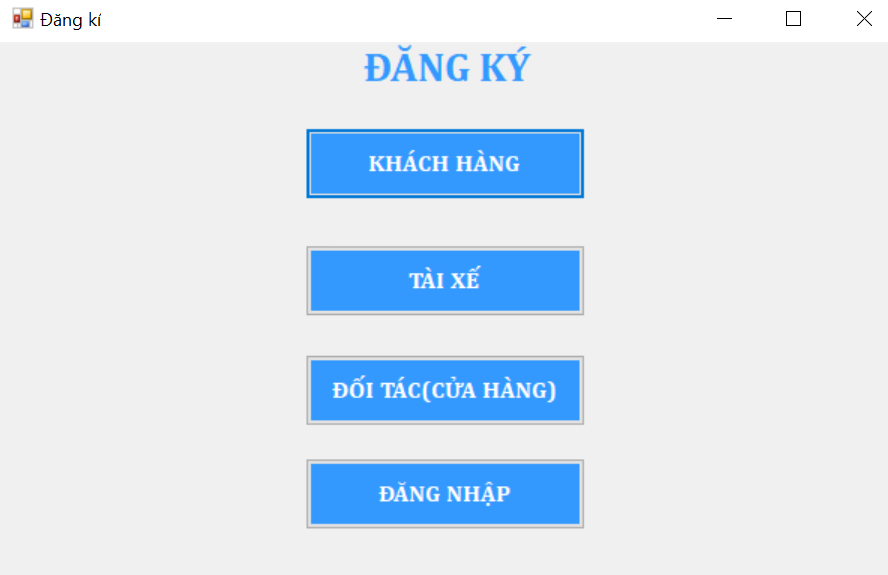 Đăng kí
ĐĂNG KÝ
KHÁCH HÀNG
TÀI XẾ
ĐỐI TÁC(CỬA HÀNG)
ĐĂNG NHẬP